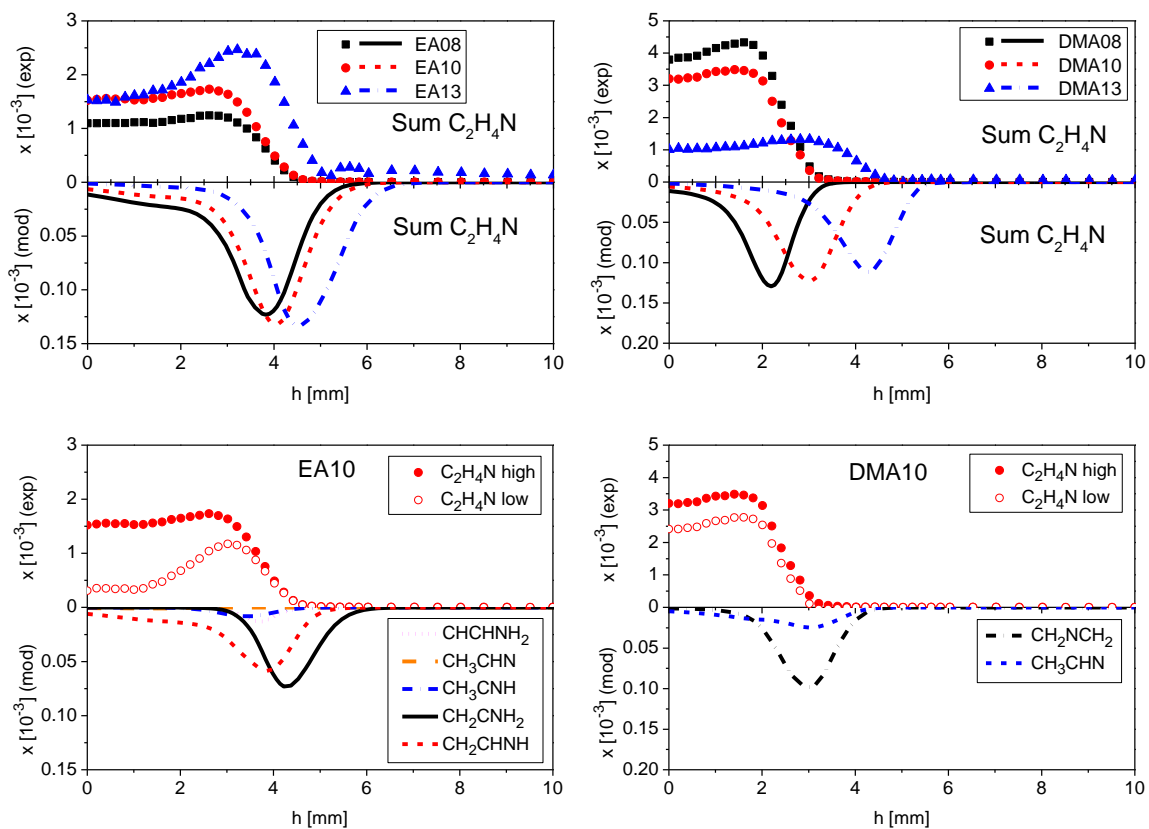 3
2
1
0
0.05
0.10
0.15
x [10-3] (exp)
x [10-3] (mod)
EA08
EA10
EA13
Sum C2H4N
Sum C2H4N
0 2 4 6 8 10
h [mm]
5
4
3
2
1
0
0.05
0.10
0.15
0.20
x [10-3] (exp)
x [10-3] (mod)
DMA08
DMA10
DMA13
Sum C2H4N
Sum C2H4N
0 2 4 6 8 10
h [mm]
3
2
1
0
0.05
0.10
0.15
x [10-3] (exp)
x [10-3] (mod)
EA10
C2H4N high
C2H4N low
CHCHNH2
CH3CHN
CH3CNH
CH2CNH2
CH2CHNH
0 2 4 6 8 10
h [mm]
5
4
3
2
1
0
0.05
0.10
0.15
0.20
x [10-3] (exp)
x [10-3] (mod)
DMA10
C2H4N high
C2H4N low
CH2NCH2
CH3CHN
0 2 4 6 8 10
h [mm]